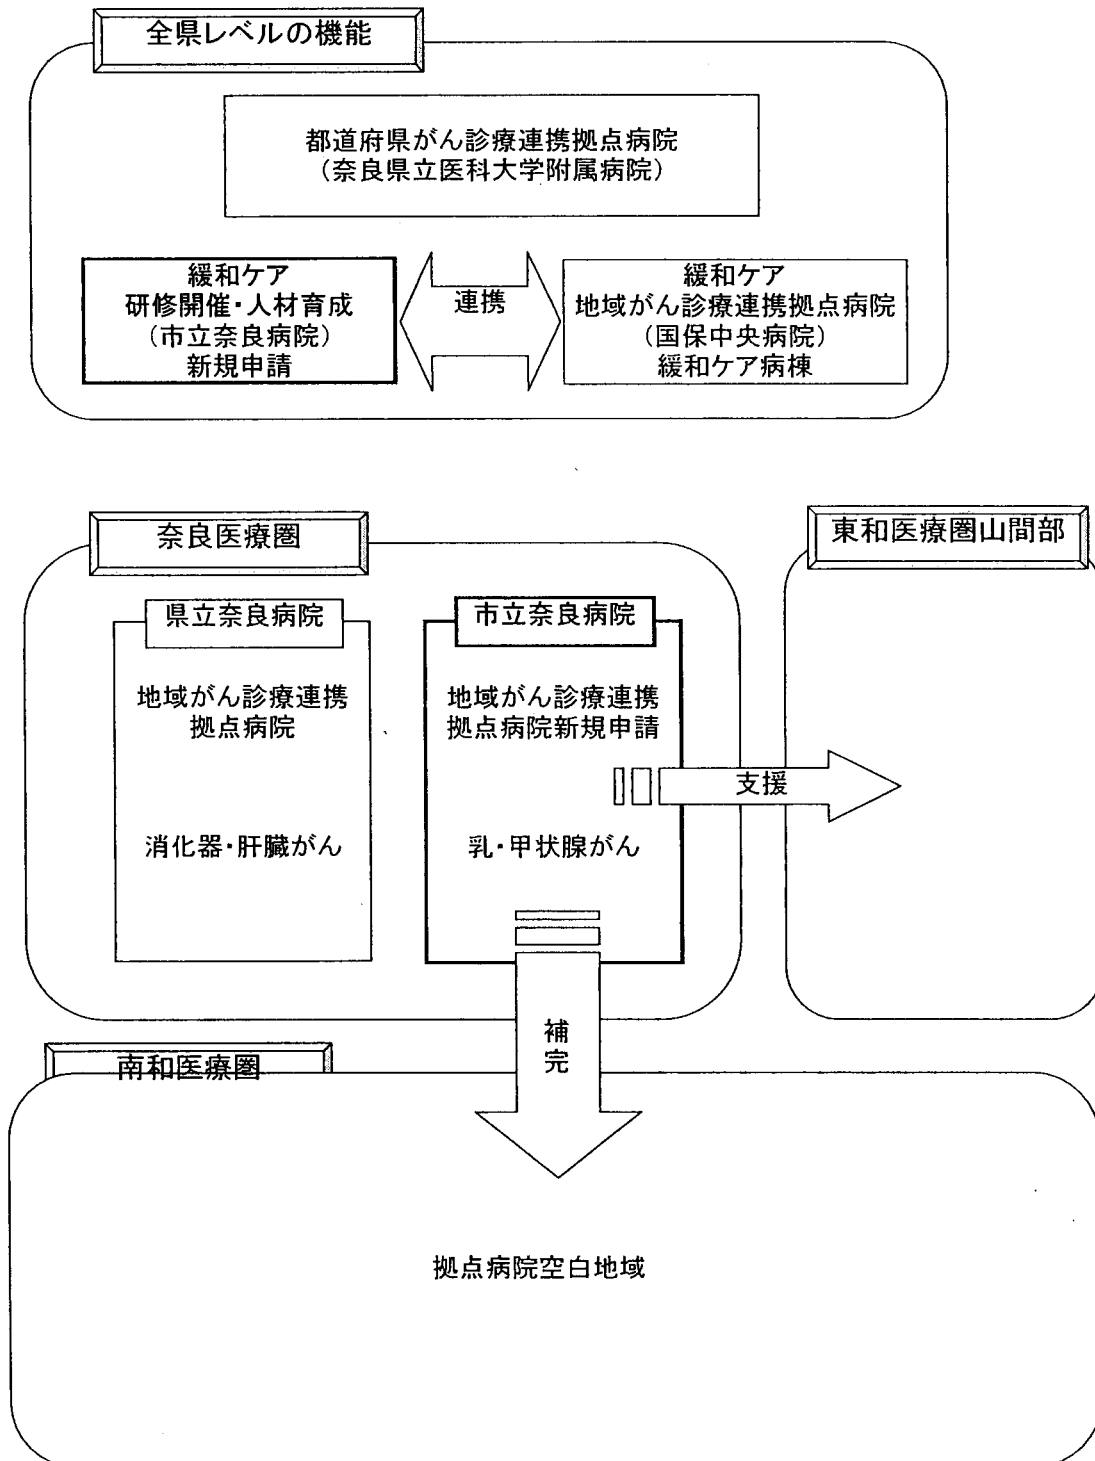 全県レベルの機能
都道府県がん診療連携拠点病院
（奈良県立医科大学附属病院）
緩和ケア
研修開催・人材育成
（市立奈良病院）
新規申請
連携
緩和ケア
地域がん診療連携拠点病院
（国保中央病院）
緩和ケア病棟
奈良医療圏
東和医療圏山間部
県立奈良病院
地域がん診療連携
拠点病院
消化器・肝臓がん
市立奈良病院
地域がん診療連携
拠点病院新規申請
支援
乳・甲状腺がん
補
完
南和医療圏
拠点病院空白地域